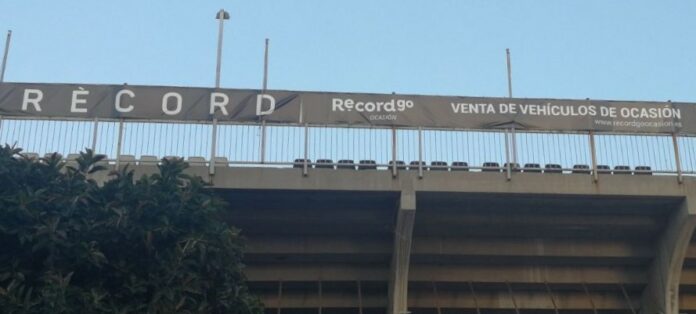 RÈCORD
Recordgo
OCASIÓN
VENTA DE VEHÍCULOS DE OCASIÓN
www.recordgoocasion.es